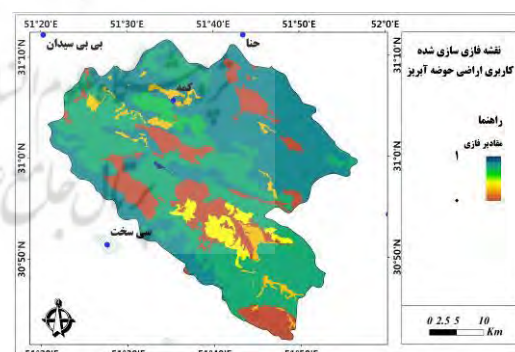 51°20'E 51°30'E 51°40'E 51°50'E 52°0'E
31°10'N
31°0'N
30°50'N
بی بی سیدان
حنا
کمه
سی سخت
31°10'N
31°0'N
30°50'N
نقشه فازی سازی شده
کاربری اراضی حوضه آبریز
راهنما
مقادیر فازی
۱
۰
0 2.5 5 10
Km